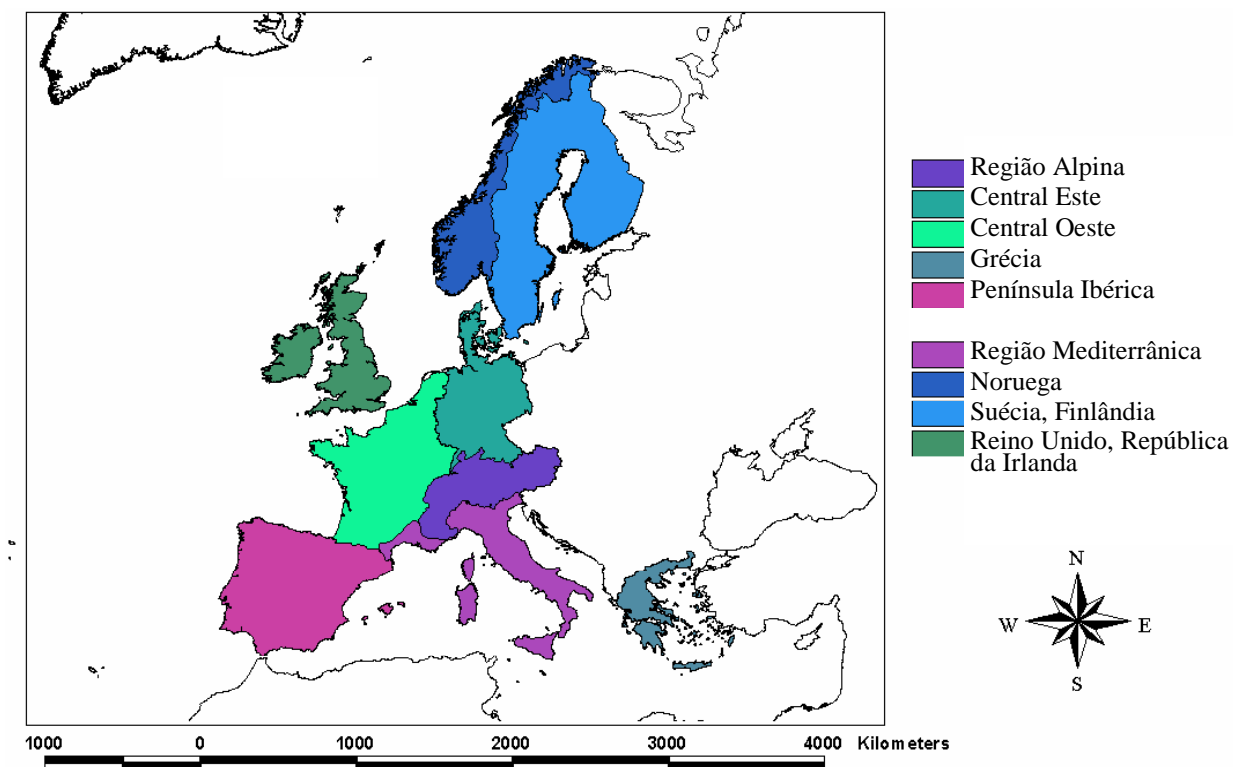 Região Alpina
Central Este
Central Oeste
Grécia
Península Ibérica
Região Mediterrânica
Noruega
Suécia, Finlândia
Reino Unido, República
da Irlanda
N
W
E
S
1000 0 1000 2000 3000 4000 Kilometers